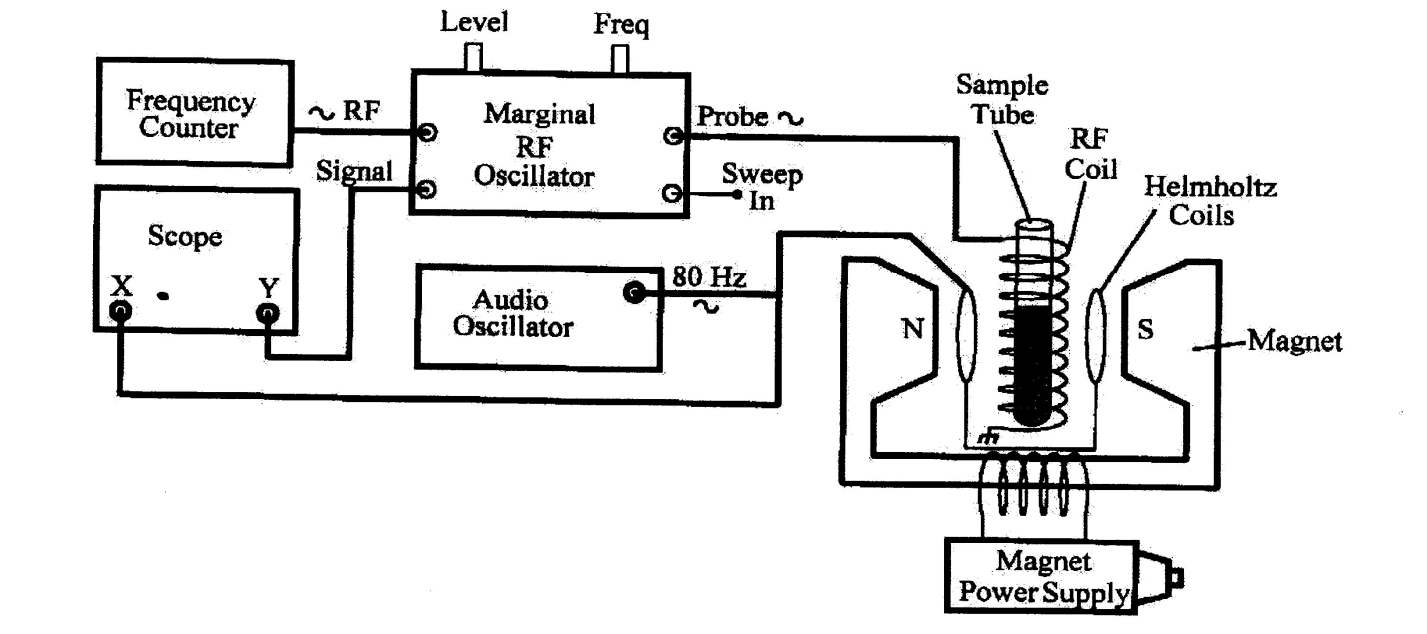 Level
Freq
Frequency
Counter
~ RF
Marginal
RF
Oscillator
Probe ~
Signal
Sweep
In
Sample
Tube
RF
Coil
Helmholtz
Coils
Scope
X
Y
Audio
Oscillator
80 Hz
~
N
S
Magnet
Magnet
Power Supply